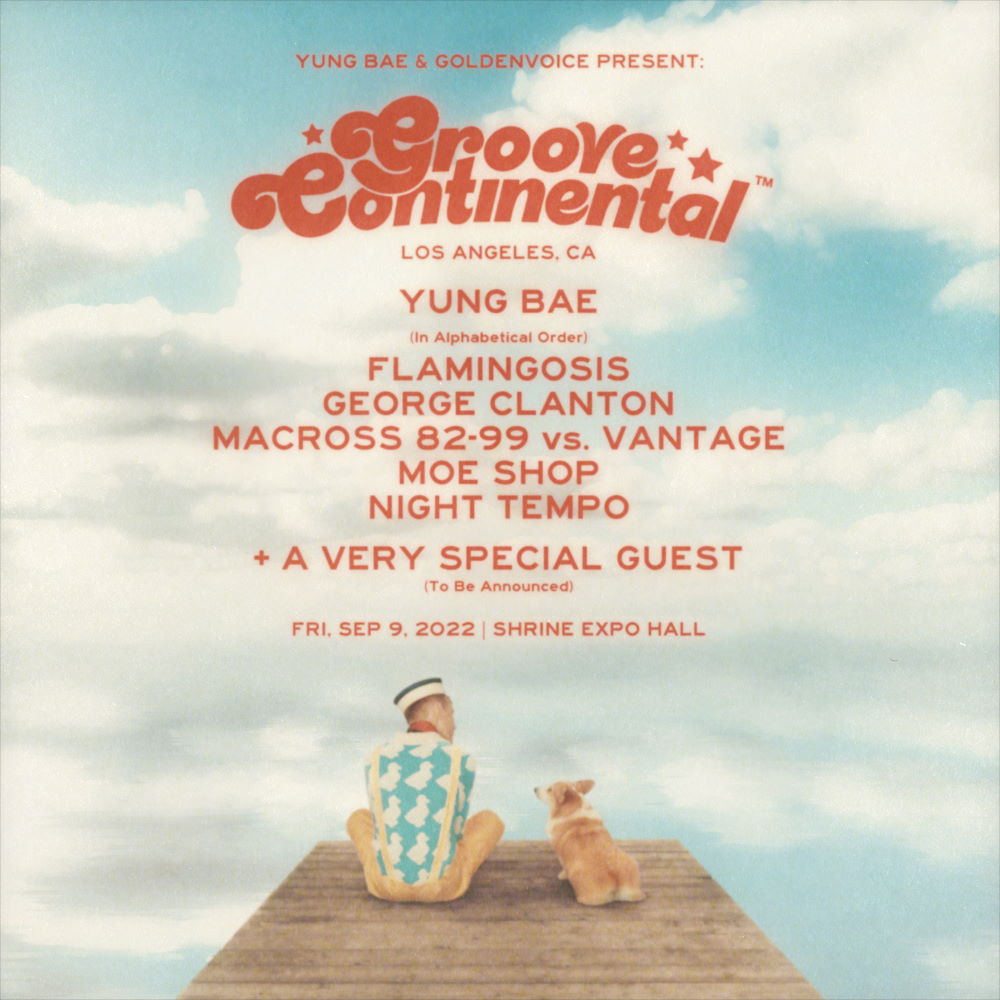 YUNG BAE & GOLDENVOICE PRESENT:
Groove
Continental™
LOS ANGELES, CA
YUNG BAE
(In Alphabetical Order)
FLAMINGOSIS
GEORGE CLANTON
MACROSS 82-99 vs. VANTAGE
MOE SHOP
NIGHT TEMPO
+ A VERY SPECIAL GUEST
(To Be Announced)
FRI, SEP 9, 2022 | SHRINE EXPO HALL